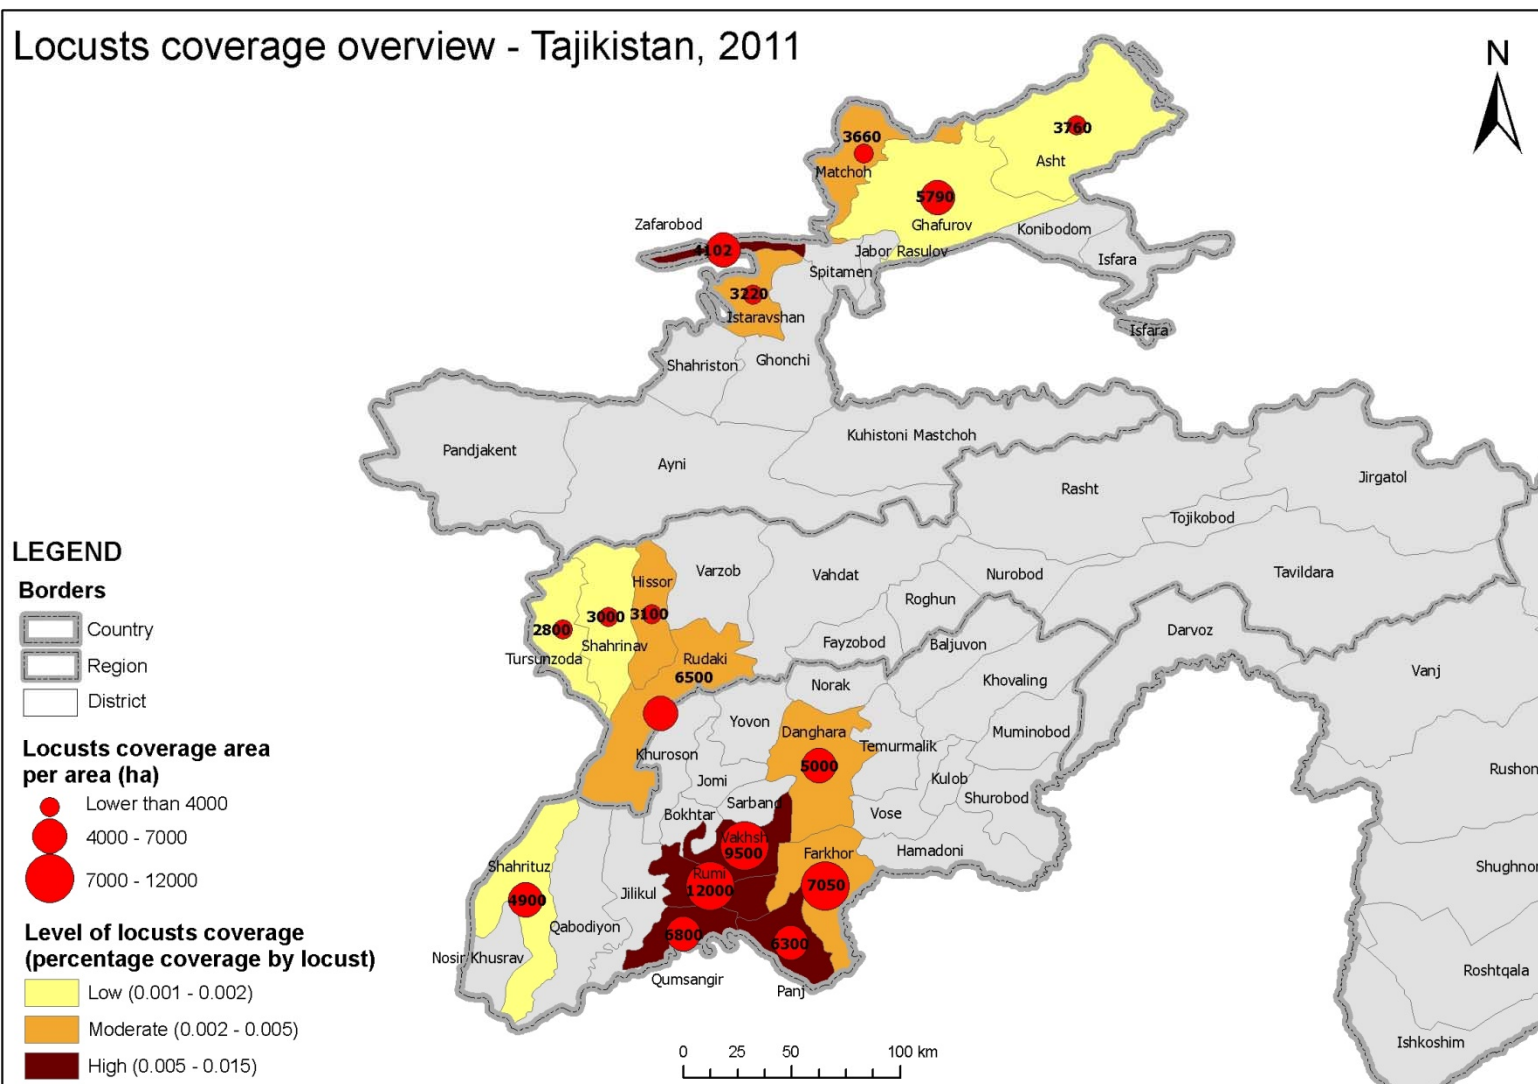 Locusts coverage overview - Tajikistan, 2011
N
3660
Matchoh
3760
Asht
5790
Ghafurov
Konibodom
Zafarobod
4102
Jabor Rasulov
Isfara
Spitamen
3220
Istaravshan
Isfara
Shahriston
Ghonchi
Kuhistoni Mastchoh
Pandjakent
Ayni
Rasht
Jirgatol
Tojikobod
Hissor
Varzob
Vahdat
Nurobod
Tavildara
Roghun
3000
3100
2800
Shahrinav
Tursunzoda
Rudaki
6500
Fayzobod
Baljuvon
Darvoz
Vanj
Norak
Khovaling
Yovon
Danghara
Temurmalik
Muminobod
Khuroson
5000
Jomi
Kulob
Shurobod
Rushon
Sarband
Bokhtar
Vose
Vakhsh
9500
Farkhor
Hamadoni
Shahrituz
4900
Rumi
12000
7050
Shughnon
Jilikul
Qabodiyon
6800
6300
Nosir Khusrav
Qumsangir
Panj
Roshtqala
Ishkoshim
LEGEND
Borders
Country
Region
District
Locusts coverage area
per area (ha)
Lower than 4000
4000 - 7000
7000 - 12000
Level of locusts coverage
(percentage coverage by locust)
Low (0.001 - 0.002)
Moderate (0.002 - 0.005)
High (0.005 - 0.015)
0 25 50 100 km